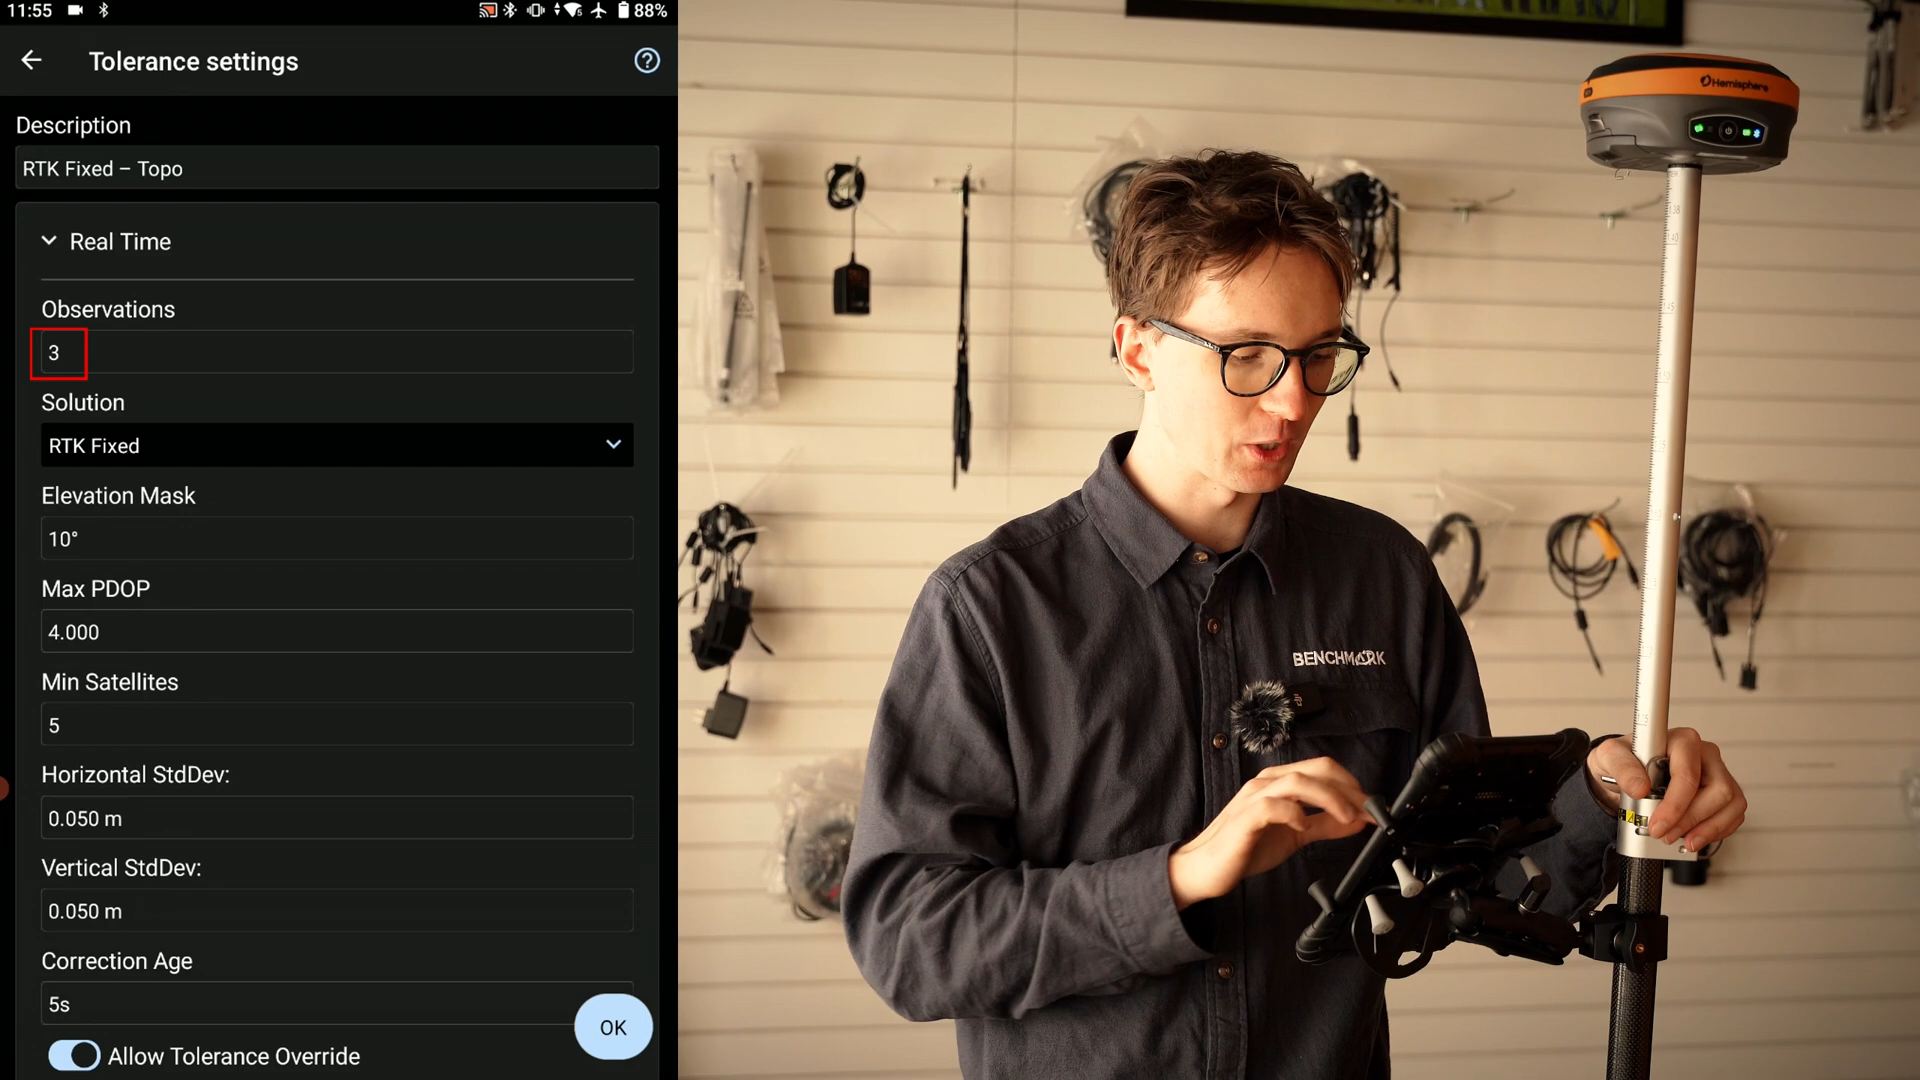 11:55
88%
Tolerance settings
Description
RTK Fixed – Topo
Real Time
Observations
3
Solution
RTK Fixed
Elevation Mask
10°
Max PDOP
4.000
Min Satellites
5
Horizontal StdDev:
0.050 m
Vertical StdDev:
0.050 m
Correction Age
5s
OK
Allow Tolerance Override
Hemisphere
BENCHMARK